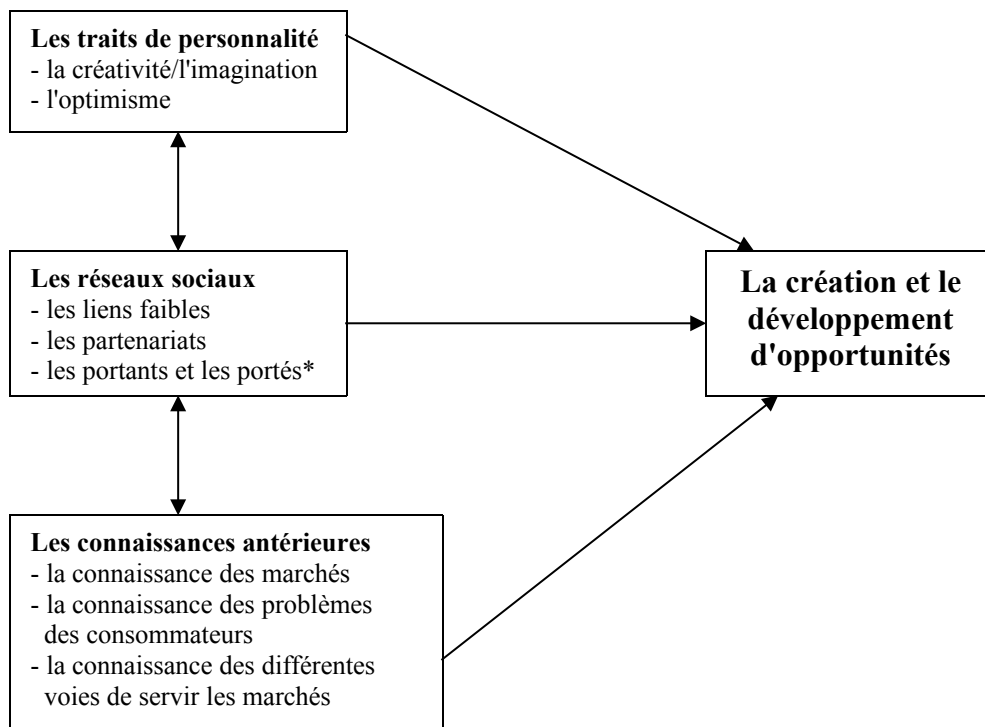 Les traits de personnalité
- la créativité/l'imagination
- l'optimisme
Les réseaux sociaux
- les liens faibles
- les partenariats
- les portants et les portés*
La création et le
développement
d'opportunités
Les connaissances antérieures
- la connaissance des marchés
- la connaissance des problèmes
des consommateurs
- la connaissance des différentes
voies de servir les marchés